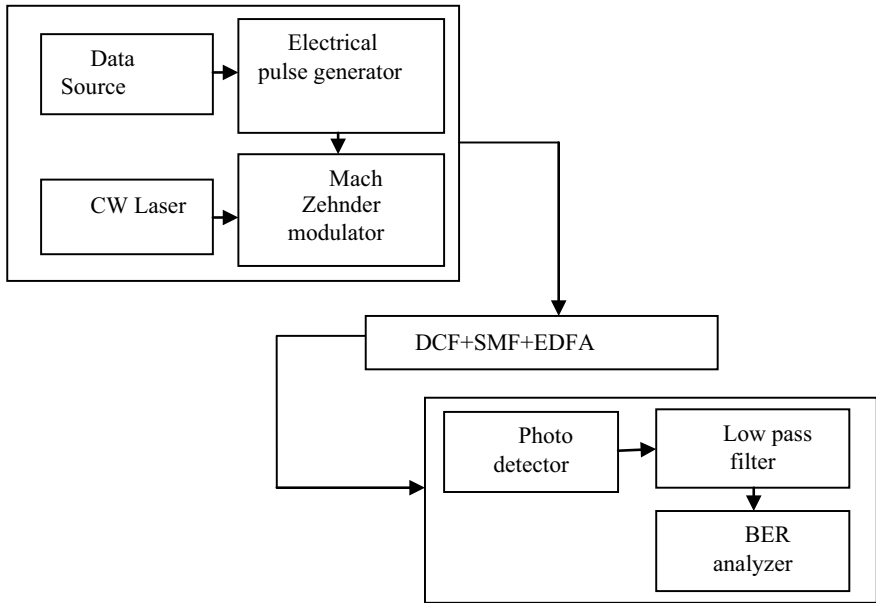 Data
Source
Electrical
pulse generator
CW Laser
Mach
Zehnder
modulator
DCF+SMF+EDFA
Photo
detector
Low pass
filter
BER
analyzer